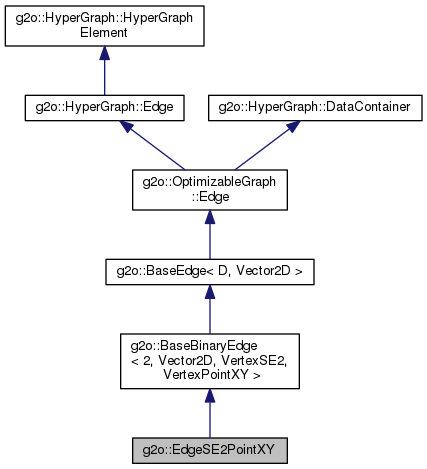 g2o::HyperGraph::HyperGraph
Element
g2o::HyperGraph::Edge
g2o::HyperGraph::DataContainer
g2o::OptimizableGraph
::Edge
g2o::BaseEdge< D, Vector2D >
g2o::BaseBinaryEdge
< 2, Vector2D, VertexSE2,
VertexPointXY >
g2o::EdgeSE2PointXY